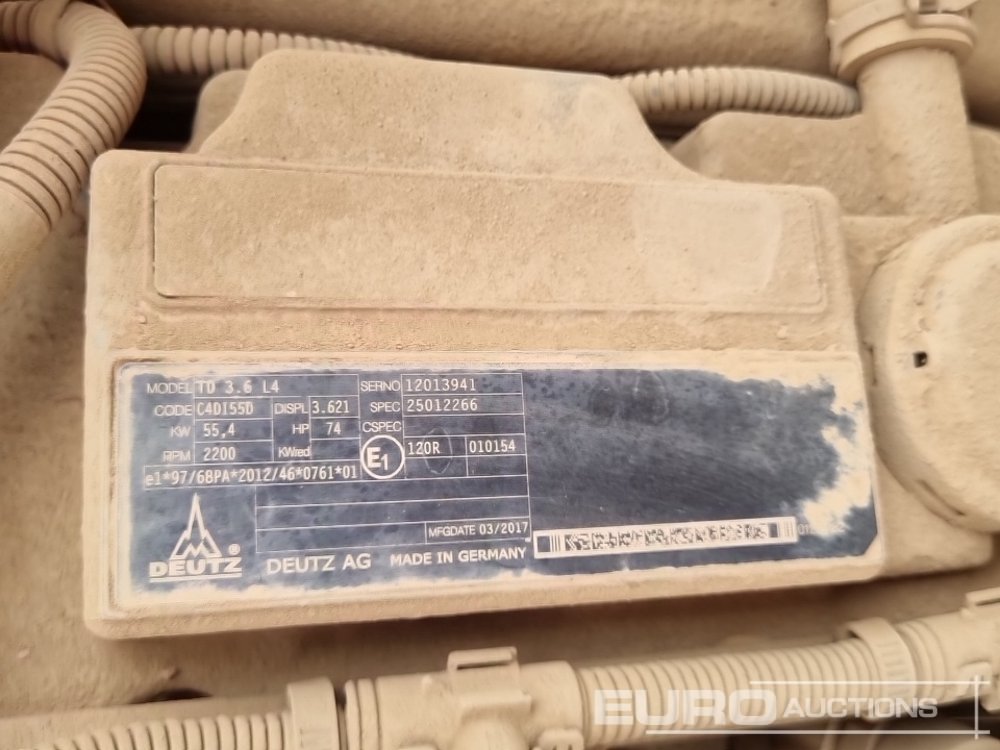 MODEL TD 3.6 L4 SERNO 12013941
CODE C4DI55D DISPL 3.621 SPEC 25012266
KW 55,4 HP 74 CSPEC
RPM 2200 KWred E1 120R 010154
e1*97/68PA*2012/46*0761*01
MFGDATE 03/2017
DEUTZ ® DEUTZ AG MADE IN GERMANY
EURO AUCTIONS